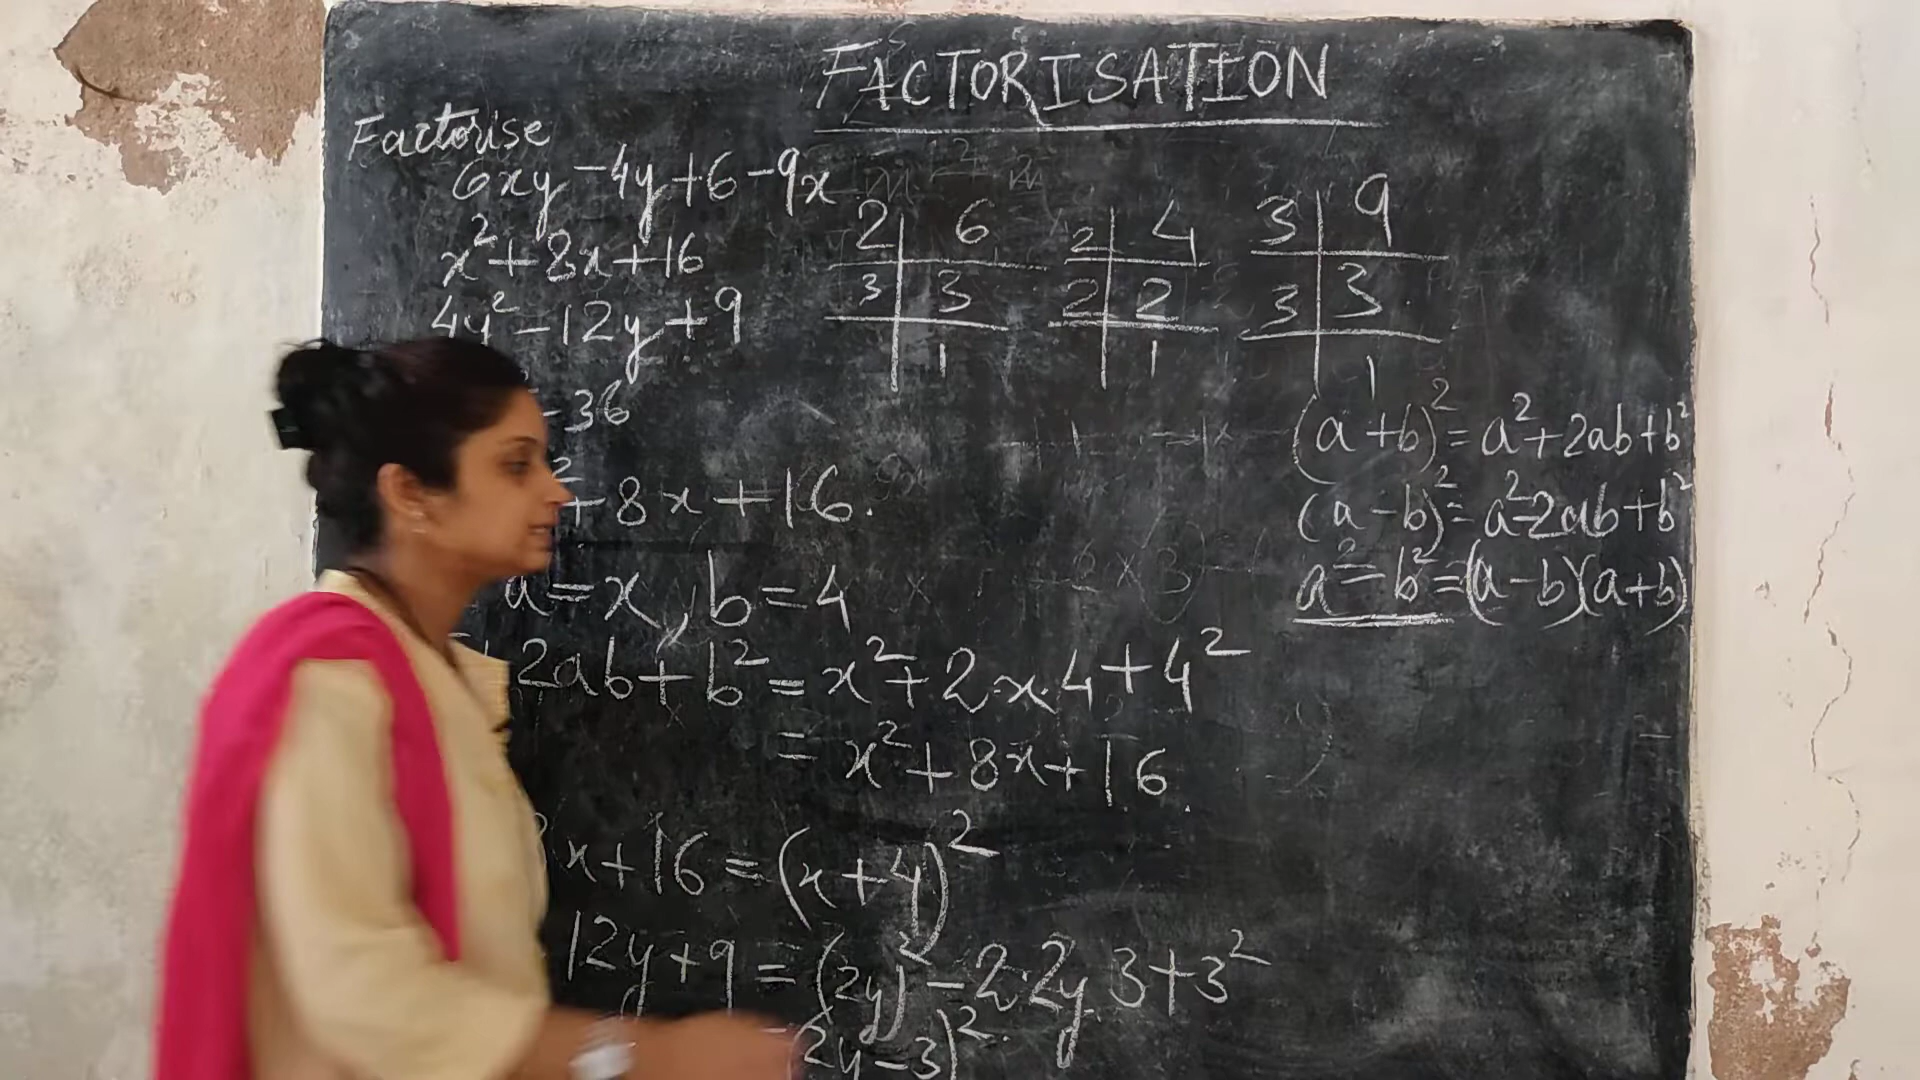 FACTORISATION
Factorise
6xy-4y+6-9x
x²+8x+16
4y²-12y+9
-36
2 | 6
3 | 3
1
2 | 4
2 | 2
1
3 | 9
3 | 3
1
(a+b)²=a²+2ab+b²
(a-b)²=a²-2ab+b²
a²-b²=(a-b)(a+b)
²+8x+16.
a=x, b=4
+2ab+b²=x²+2x.4+4²
=x²+8x+16.
x+16=(x+4)²
12y+9=(2y)²-2.2y.3+3²
(2y-3)².